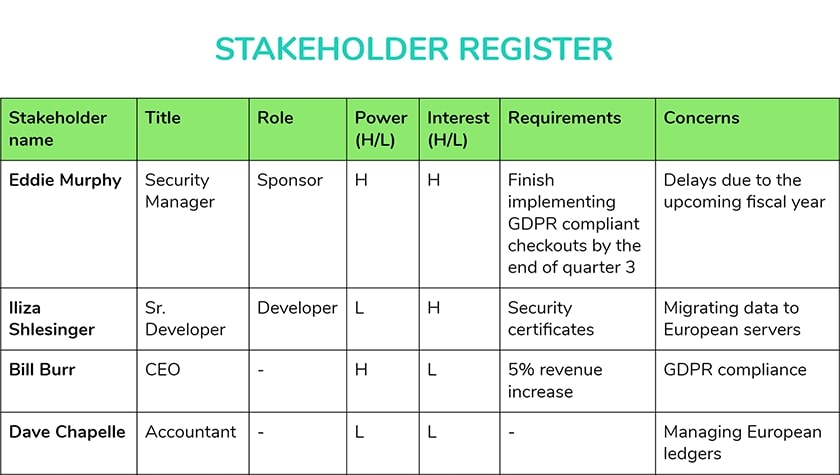 STAKEHOLDER REGISTER
Stakeholder name | Title | Role | Power (H/L) | Interest (H/L) | Requirements | Concerns
Eddie Murphy | Security Manager | Sponsor | H | H | Finish implementing GDPR compliant checkouts by the end of quarter 3 | Delays due to the upcoming fiscal year
Iliza Shlesinger | Sr. Developer | Developer | L | H | Security certificates | Migrating data to European servers
Bill Burr | CEO | - | H | L | 5% revenue increase | GDPR compliance
Dave Chapelle | Accountant | - | L | L | - | Managing European ledgers